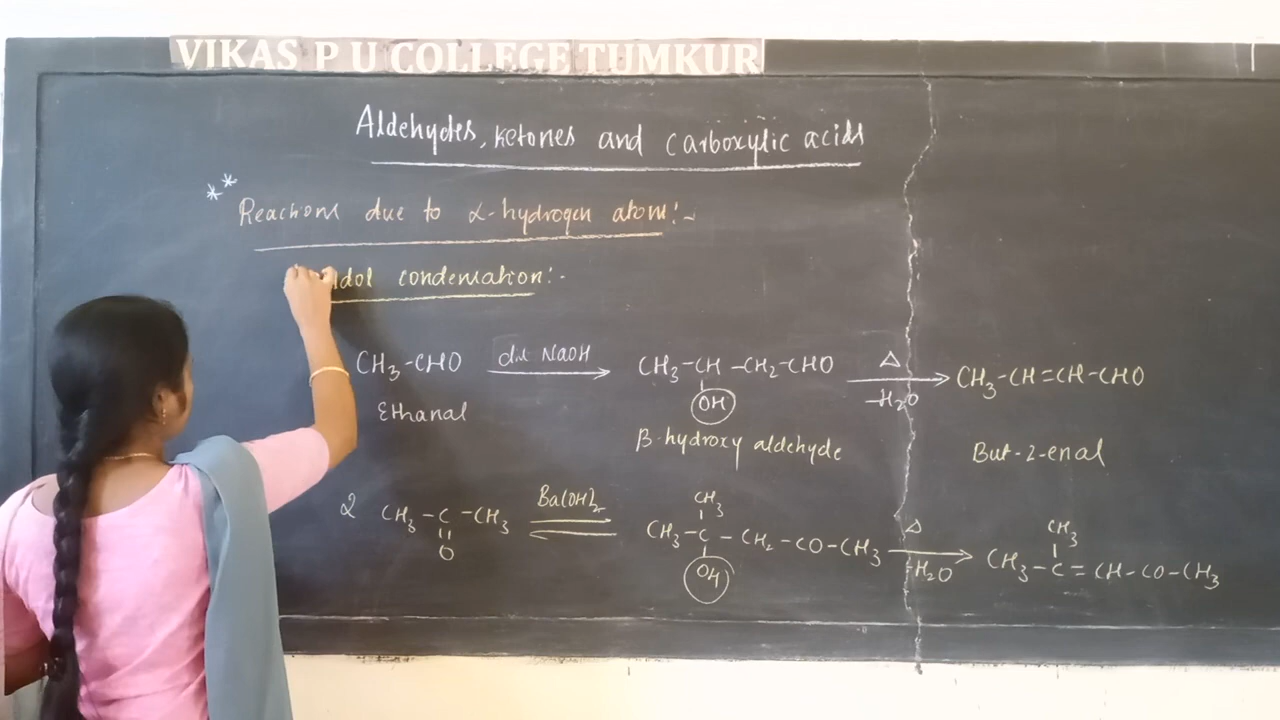 VIKAS P U COLLEGE TUMKUR
Aldehydes, ketones and carboxylic acids
** Reactions due to α-hydrogen atom:-
condensation:-
CH3-CHO dil NaOH → CH3-CH-CH2-CHO Δ -H2O → CH3-CH=CH-CHO
OH
Ethanal β-hydroxy aldehyde But-2-enal
CH3 CH3
2 CH3-C-CH3 Ba(OH)2 ⇌ CH3-C-CH2-CO-CH3 Δ -H2O → CH3-C=CH-CO-CH3
O OH